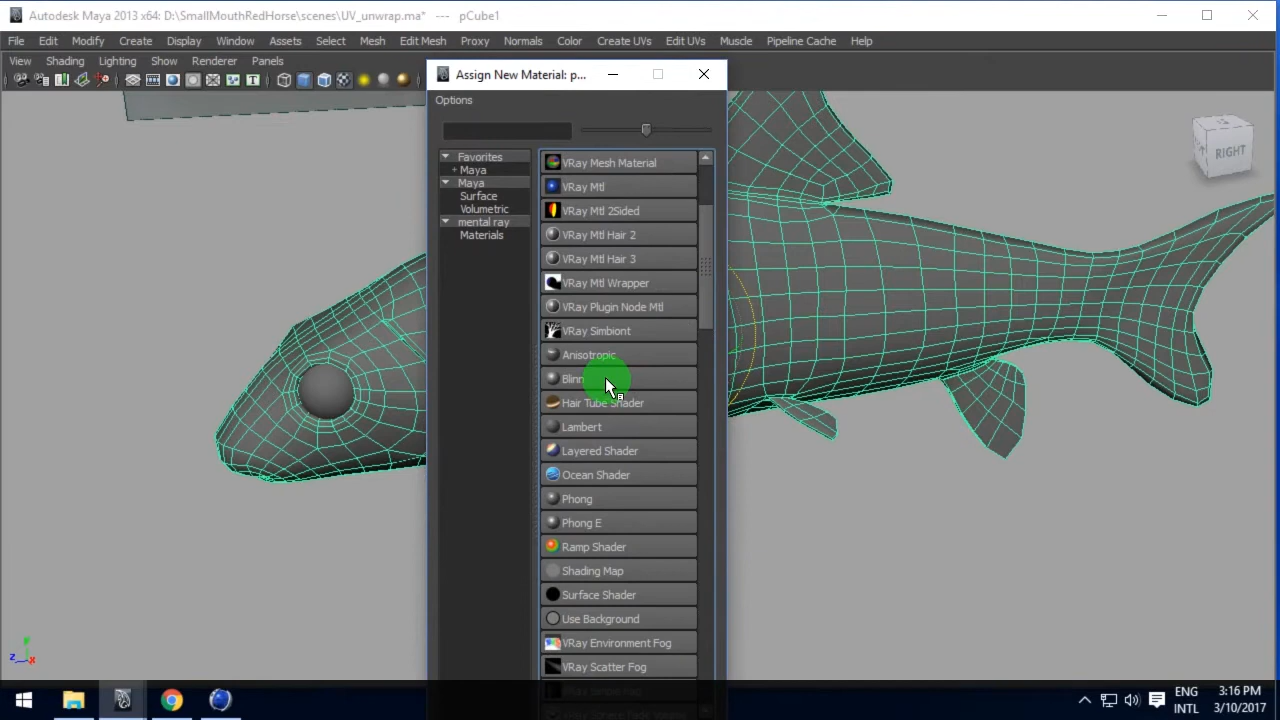 Autodesk Maya 2013 x64: D:\SmallMouthRedHorse\scenes\UV_unwrap.ma* --- pCube1
File Edit Modify Create Display Window Assets Select Mesh Edit Mesh Proxy Normals Color Create UVs Edit UVs Muscle Pipeline Cache Help
View Shading Lighting Show Renderer Panels
Assign New Material: p...
Options
Favorites
+ Maya
Maya
Surface
Volumetric
mental ray
Materials
VRay Mesh Material
VRay Mtl
VRay Mtl 2Sided
VRay Mtl Hair 2
VRay Mtl Hair 3
VRay Mtl Wrapper
VRay Plugin Node Mtl
VRay Simbiont
Anisotropic
Blinn
Hair Tube Shader
Lambert
Layered Shader
Ocean Shader
Phong
Phong E
Ramp Shader
Shading Map
Surface Shader
Use Background
VRay Environment Fog
VRay Scatter Fog
RIGHT
z x
ENG
INTL
3:16 PM
3/10/2017